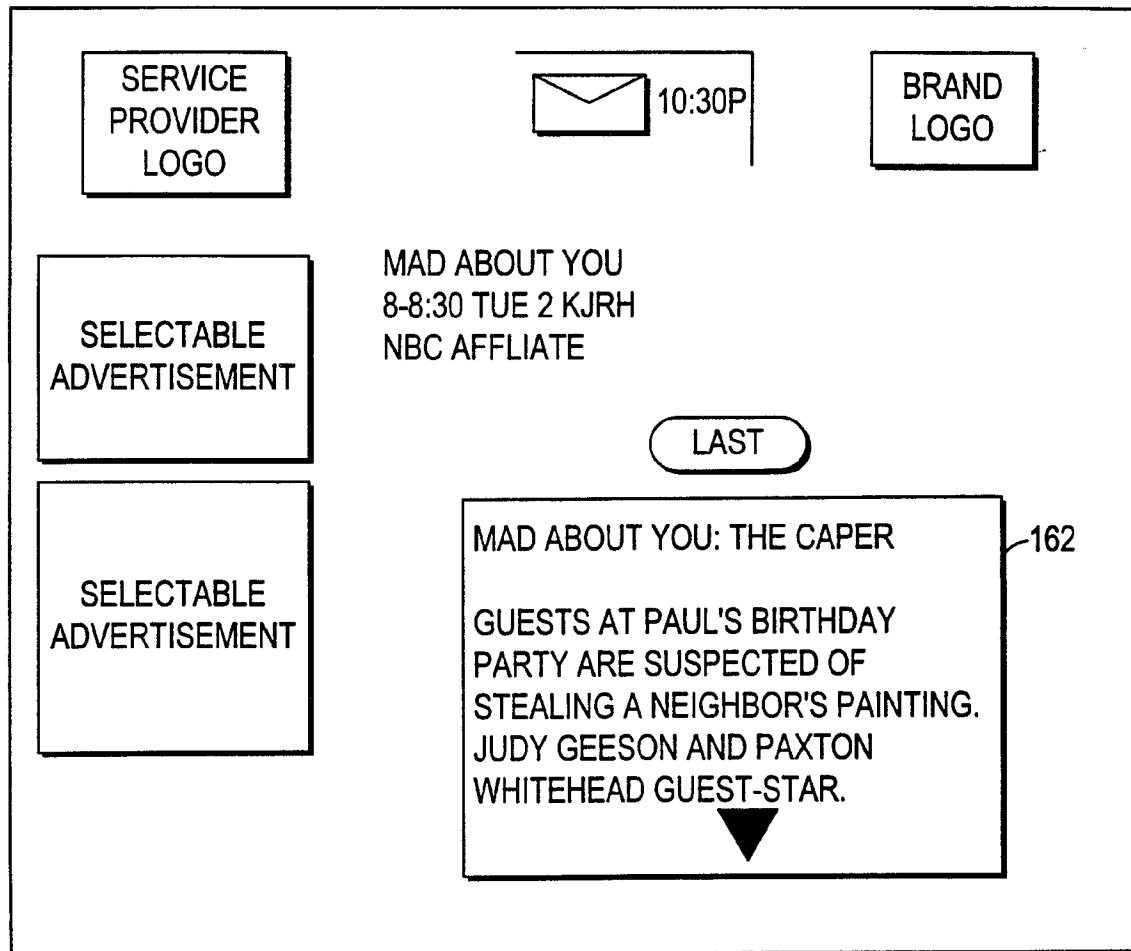 SERVICE
PROVIDER
LOGO
10:30P
BRAND
LOGO
SELECTABLE
ADVERTISEMENT
MAD ABOUT YOU
8-8:30 TUE 2 KJRH
NBC AFFLIATE
LAST
SELECTABLE
ADVERTISEMENT
MAD ABOUT YOU: THE CAPER
GUESTS AT PAUL'S BIRTHDAY
PARTY ARE SUSPECTED OF
STEALING A NEIGHBOR'S PAINTING.
JUDY GEESON AND PAXTON
WHITEHEAD GUEST-STAR.
162